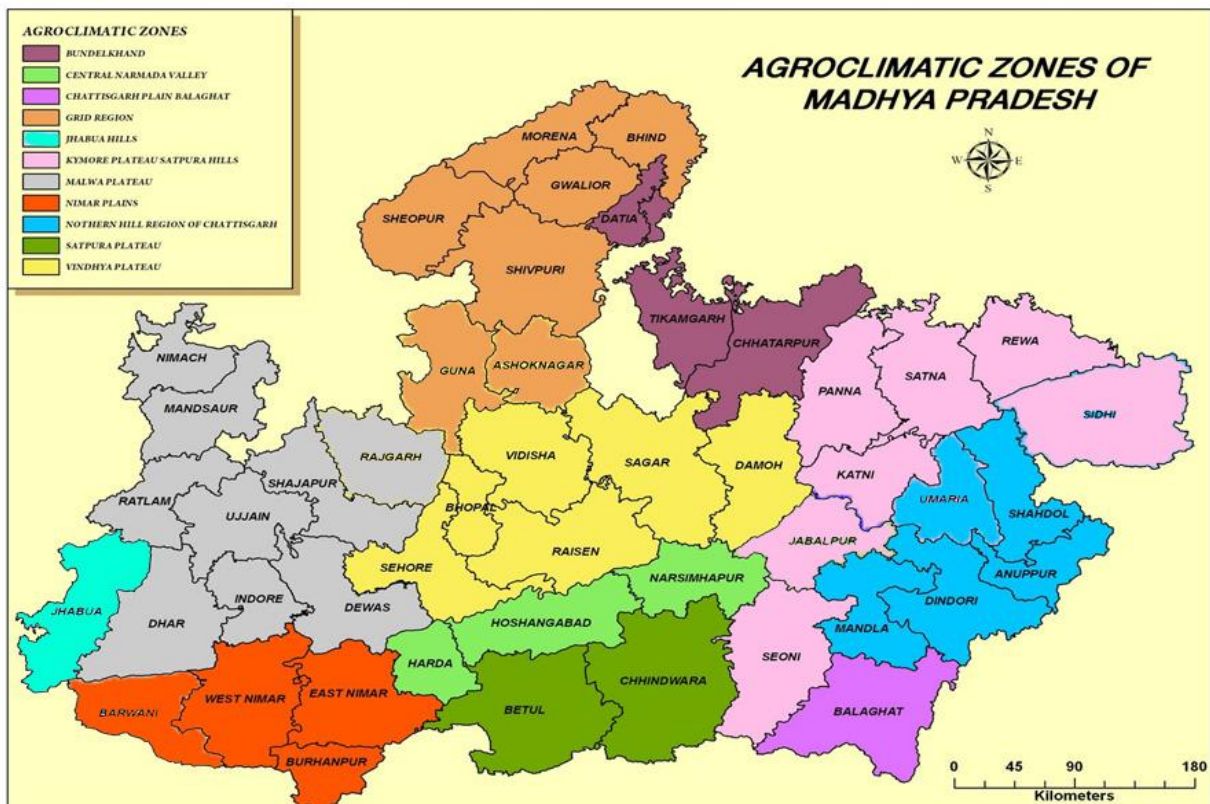 AGROCLIMATIC ZONES
BUNDELKHAND
CENTRAL NARMADA VALLEY
CHATTISGARH PLAIN BALAGHAT
GRID REGION
JHABUA HILLS
KYMORE PLATEAU SATPURA HILLS
MALWA PLATEAU
NIMAR PLAINS
NOTHERN HILL REGION OF CHATTISGARH
SATPURA PLATEAU
VINDHYA PLATEAU
AGROCLIMATIC ZONES OF
MADHYA PRADESH
N
W E
S
MORENA
BHIND
GWALIOR
SHEOPUR
DATIA
SHIVPURI
TIKAMGARH
CHHATARPUR
NIMACH
GUNA
ASHOKNAGAR
PANNA
SATNA
REWA
MANDSAUR
SIDHI
RAJGARH
VIDISHA
SAGAR
DAMOH
KATNI
SHAJAPUR
RATLAM
UJJAIN
BHOPAL
UMARIA
SHAHDOL
RAISEN
JABALPUR
SEHORE
NARSIMHAPUR
ANUPPUR
JHABUA
INDORE
DEWAS
DINDORI
DHAR
HOSHANGABAD
MANDLA
HARDA
SEONI
WEST NIMAR
EAST NIMAR
CHHINDWARA
BARWANI
BETUL
BALAGHAT
BURHANPUR
0 45 90 180
Kilometers